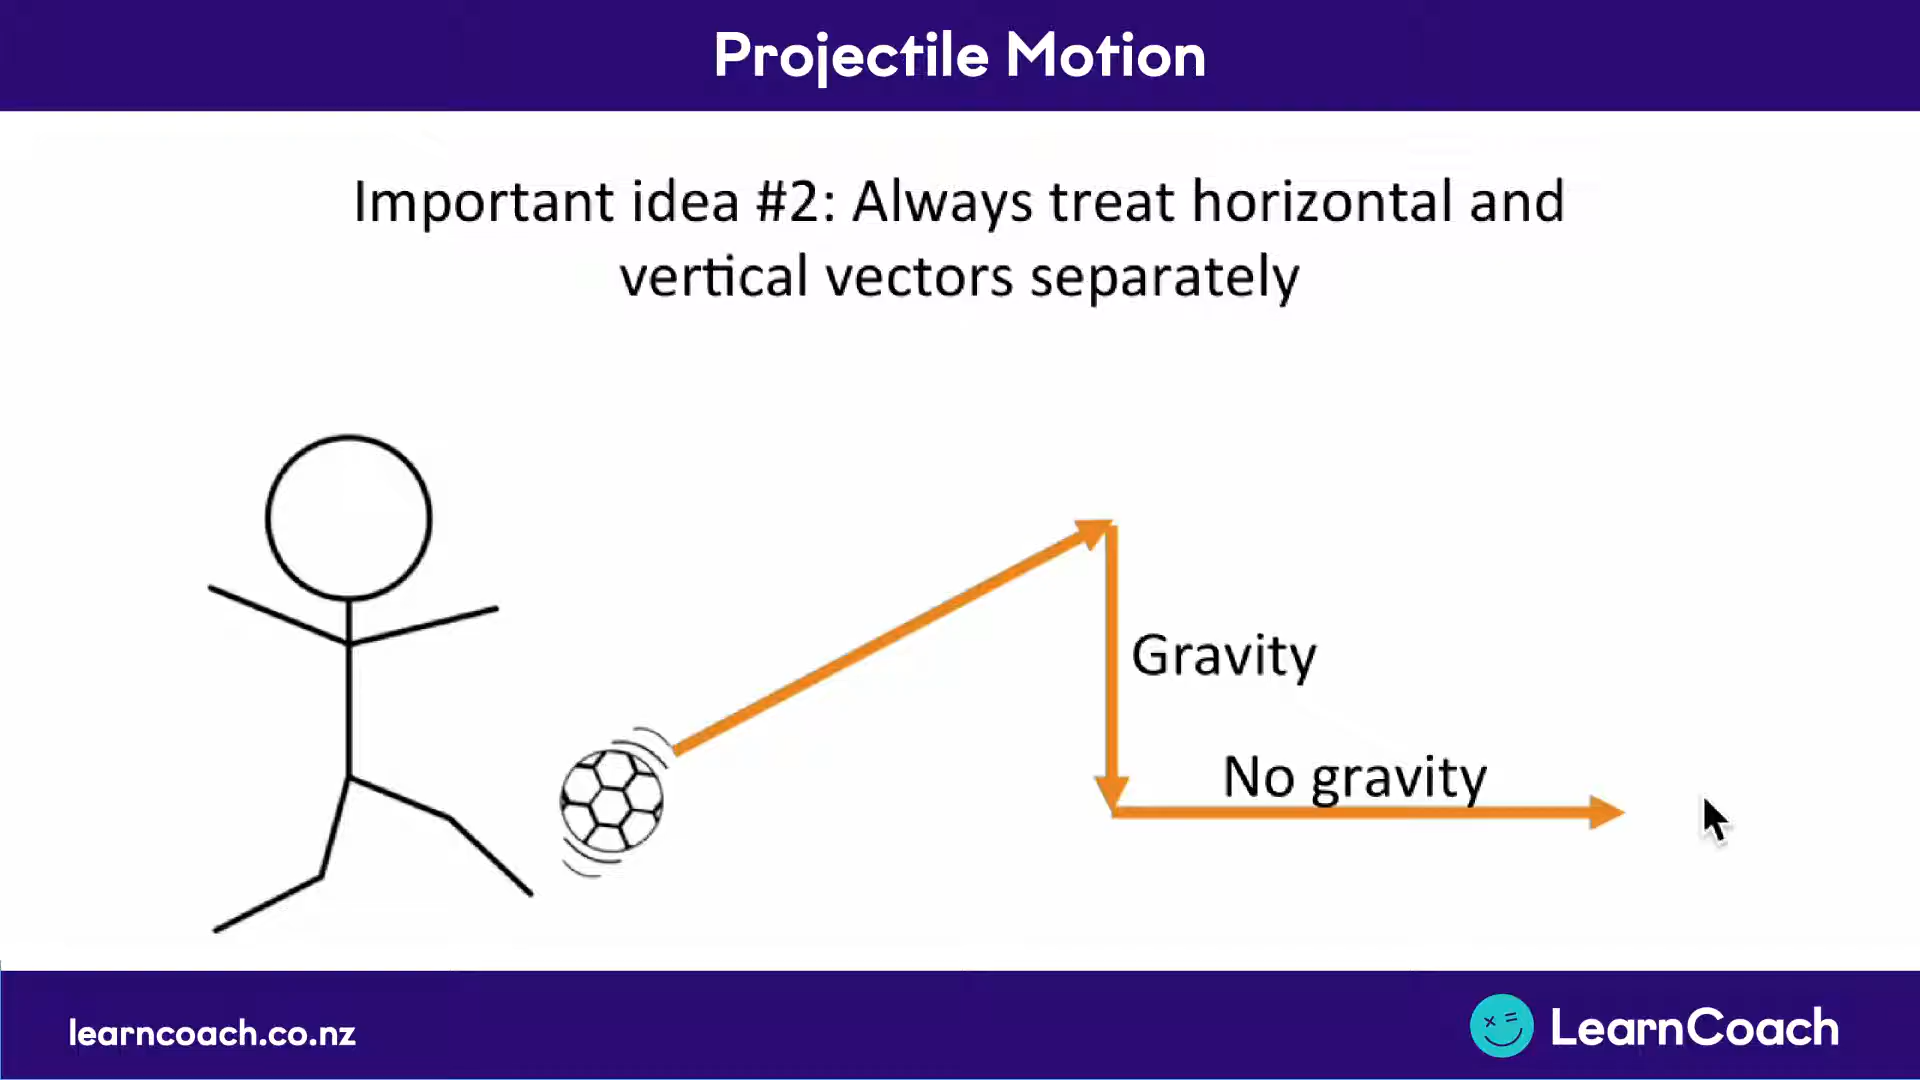 Projectile Motion
Important idea #2: Always treat horizontal and
vertical vectors separately
Gravity
No gravity
learncoach.co.nz
LearnCoach